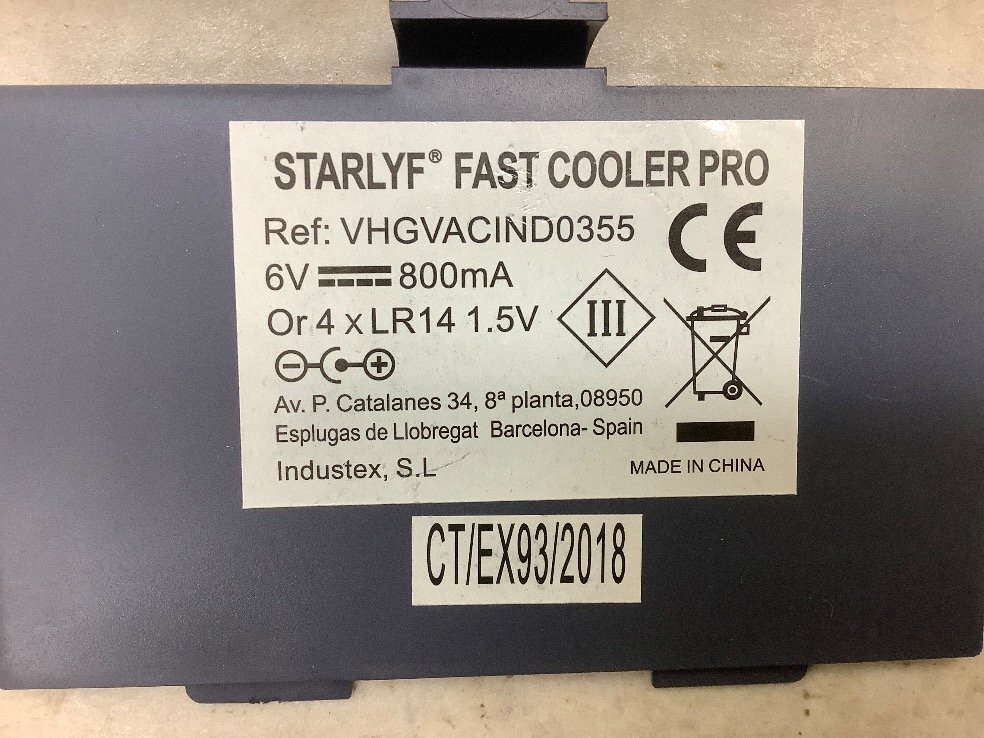 STARLYF® FAST COOLER PRO
Ref: VHGVACIND0355
CE
6V 800mA
Or 4 x LR14 1.5V
III
Av. P. Catalanes 34, 8ª planta,08950
Esplugas de Llobregat Barcelona- Spain
Industex, S.L
MADE IN CHINA
CT/EX93/2018